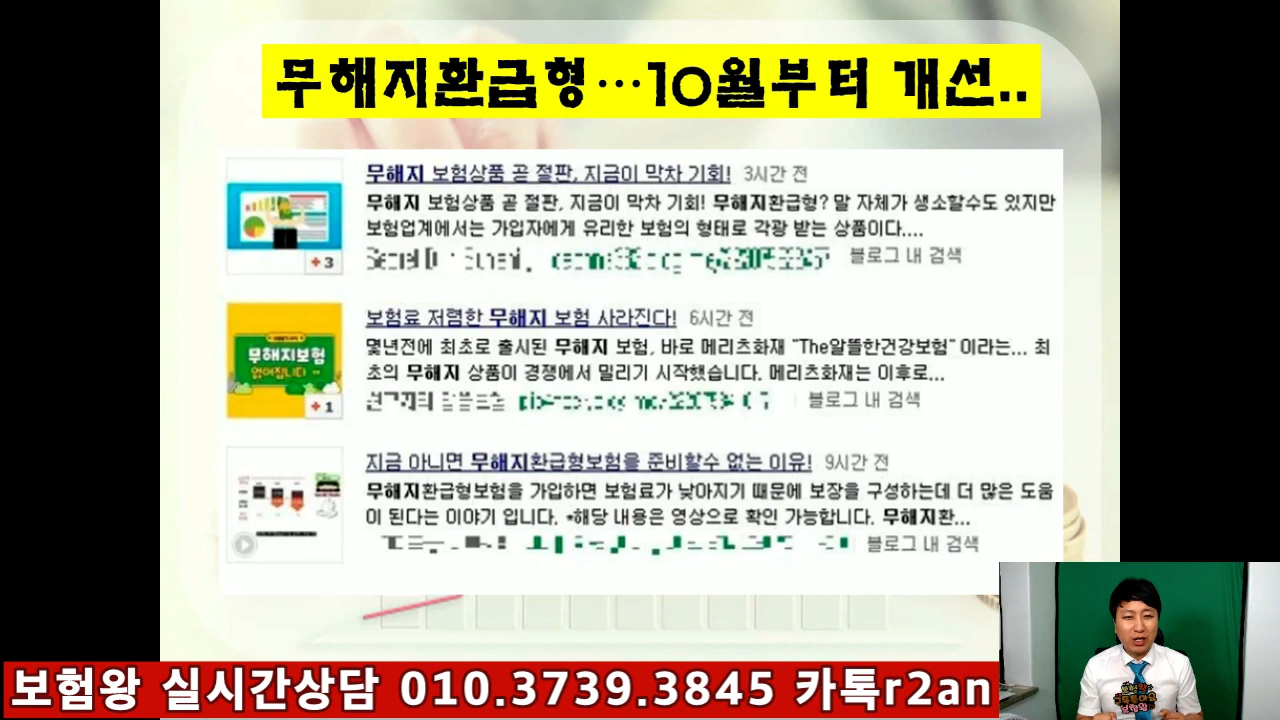 무해지환급형…10월부터 개선..
무해지 보험상품 곧 절판, 지금이 막차 기회! 3시간 전
무해지 보험상품 곧 절판, 지금이 막차 기회! 무해지환급형? 말 자체가 생소할수도 있지만
보험업계에서는 가입자에게 유리한 보험의 형태로 각광 받는 상품이다....
+3
블로그 내 검색
보험료 저렴한 무해지 보험 사라진다! 6시간 전
몇년전에 최초로 출시된 무해지 보험, 바로 메리츠화재 "The알뜰한건강보험" 이라는... 최
초의 무해지 상품이 경쟁에서 밀리기 시작했습니다. 메리츠화재는 이후로...
무해지보험
없어집니다
+1
블로그 내 검색
지금 아니면 무해지환급형보험을 준비할수 없는 이유! 9시간 전
무해지환급형보험을 가입하면 보험료가 낮아지기 때문에 보장을 구성하는데 더 많은 도움
이 된다는 이야기 입니다. *해당 내용은 영상으로 확인 가능합니다. 무해지환...
블로그 내 검색
보험왕 실시간상담 010.3739.3845 카톡r2an